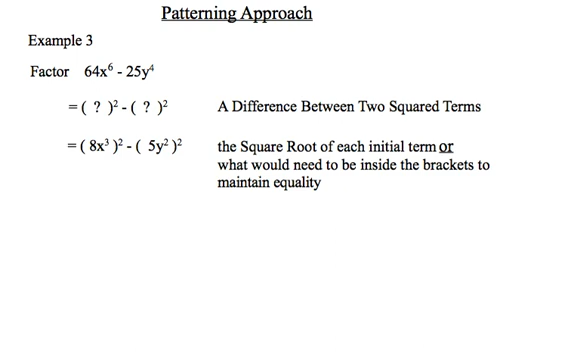 Patterning Approach
Example 3
Factor 64x⁶ - 25y⁴
= ( ? )² - ( ? )² A Difference Between Two Squared Terms
= ( 8x³ )² - ( 5y² )² the Square Root of each initial term or
what would need to be inside the brackets to
maintain equality